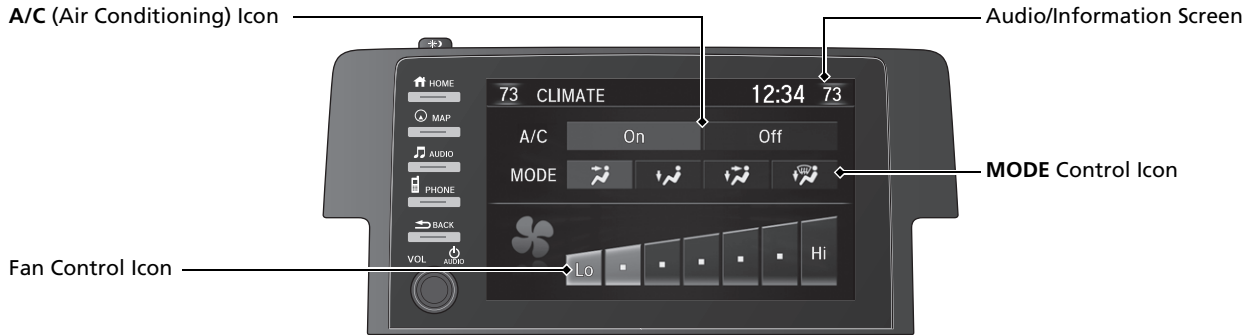 A/C (Air Conditioning) Icon
Audio/Information Screen
HOME
73 CLIMATE 12:34 73
MAP
A/C On Off
AUDIO
MODE
MODE Control Icon
PHONE
BACK
VOL AUDIO
Lo Hi
Fan Control Icon